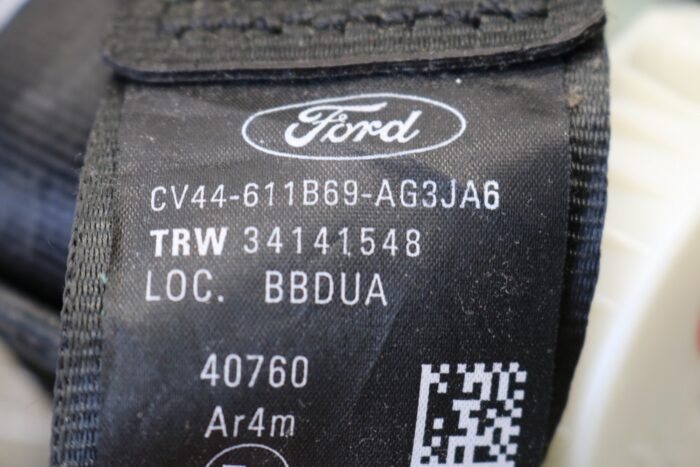 Ford
CV44-611B69-AG3JA6
TRW 34141548
LOC. BBDUA
40760
Ar4m